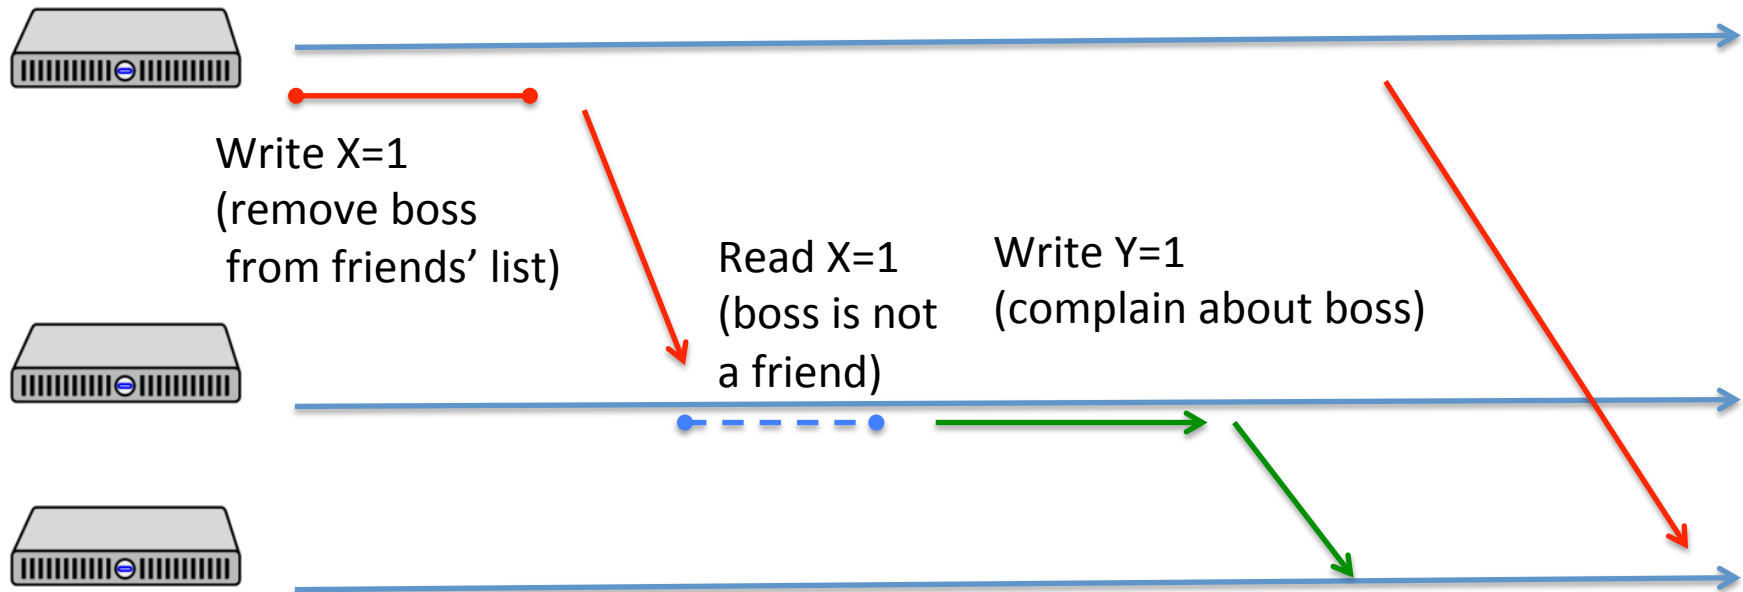 Write X=1
(remove boss
from friends’ list)
Read X=1
(boss is not
a friend)
Write Y=1
(complain about boss)